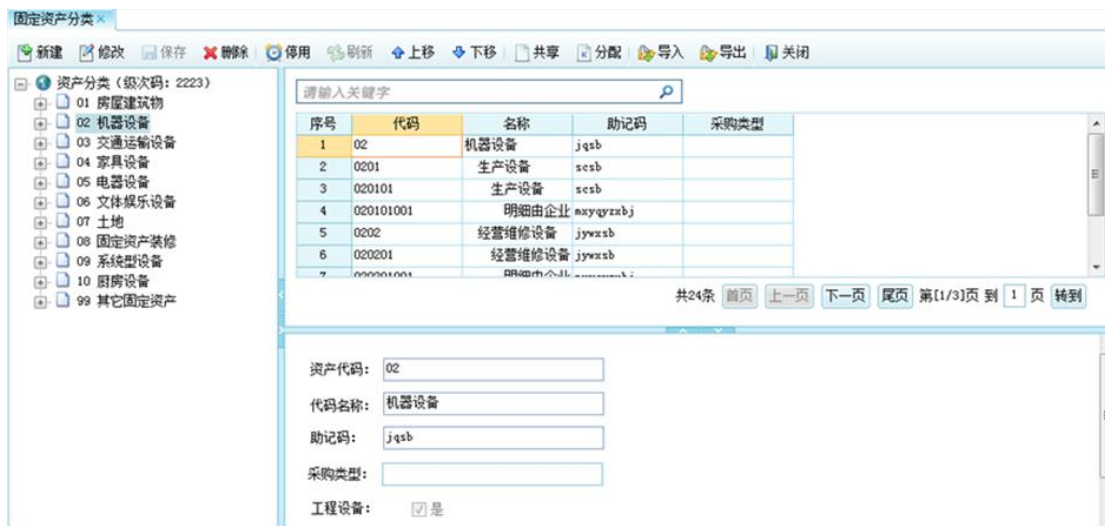 固定资产分类×
新建 修改 保存 删除 停用 刷新 上移 下移 共享 分配 导入 导出 关闭
资产分类（级次码：2223）
01 房屋建筑物
02 机器设备
03 交通运输设备
04 家具设备
05 电器设备
06 文体娱乐设备
07 土地
08 固定资产装修
09 系统型设备
10 厨房设备
99 其它固定资产
请输入关键字
序号 代码 名称 助记码 采购类型
1 02 机器设备 jqsb
2 0201 生产设备 scsb
3 020101 生产设备 scsb
4 020101001 明细由企业 mxyqyzxbj
5 0202 经营维修设备 jywxsb
6 020201 经营维修设备 jywxsb
共24条 首页 上一页 下一页 尾页 第[1/3]页 到 1 页 转到
资产代码： 02
代码名称： 机器设备
助记码： jqsb
采购类型：
工程设备： 是